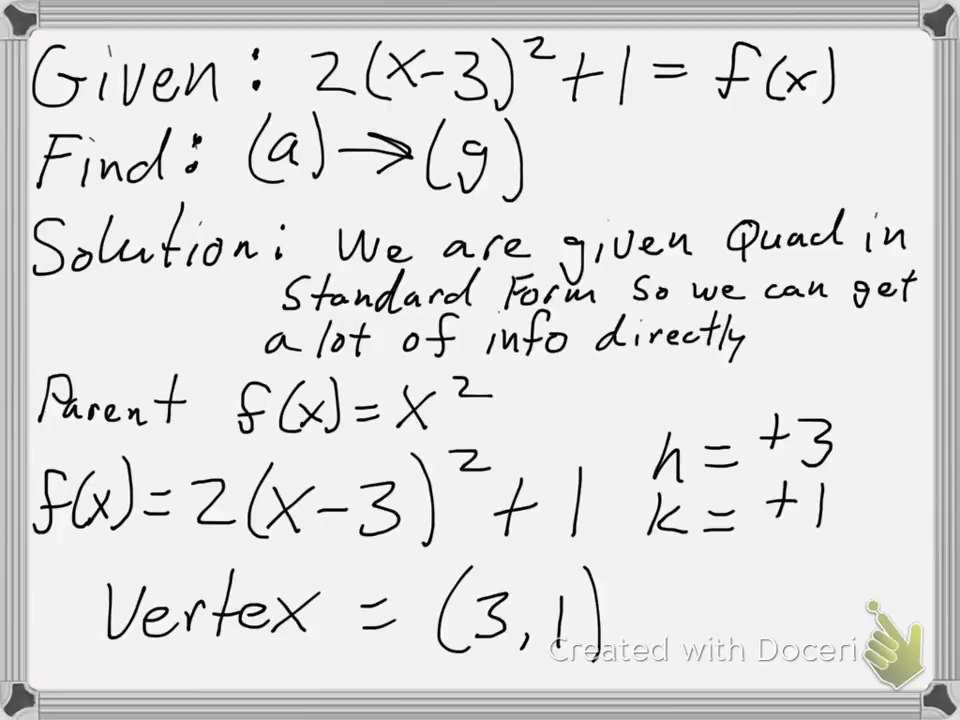 Given: 2(x-3)² + 1 = f(x)
Find: (a) → (g)
Solution: We are given Quad in
Standard Form so we can get
a lot of info directly
Parent f(x) = x²
f(x) = 2(x-3)² + 1
h = +3
k = +1
Vertex = (3,1)
Created with Doceri